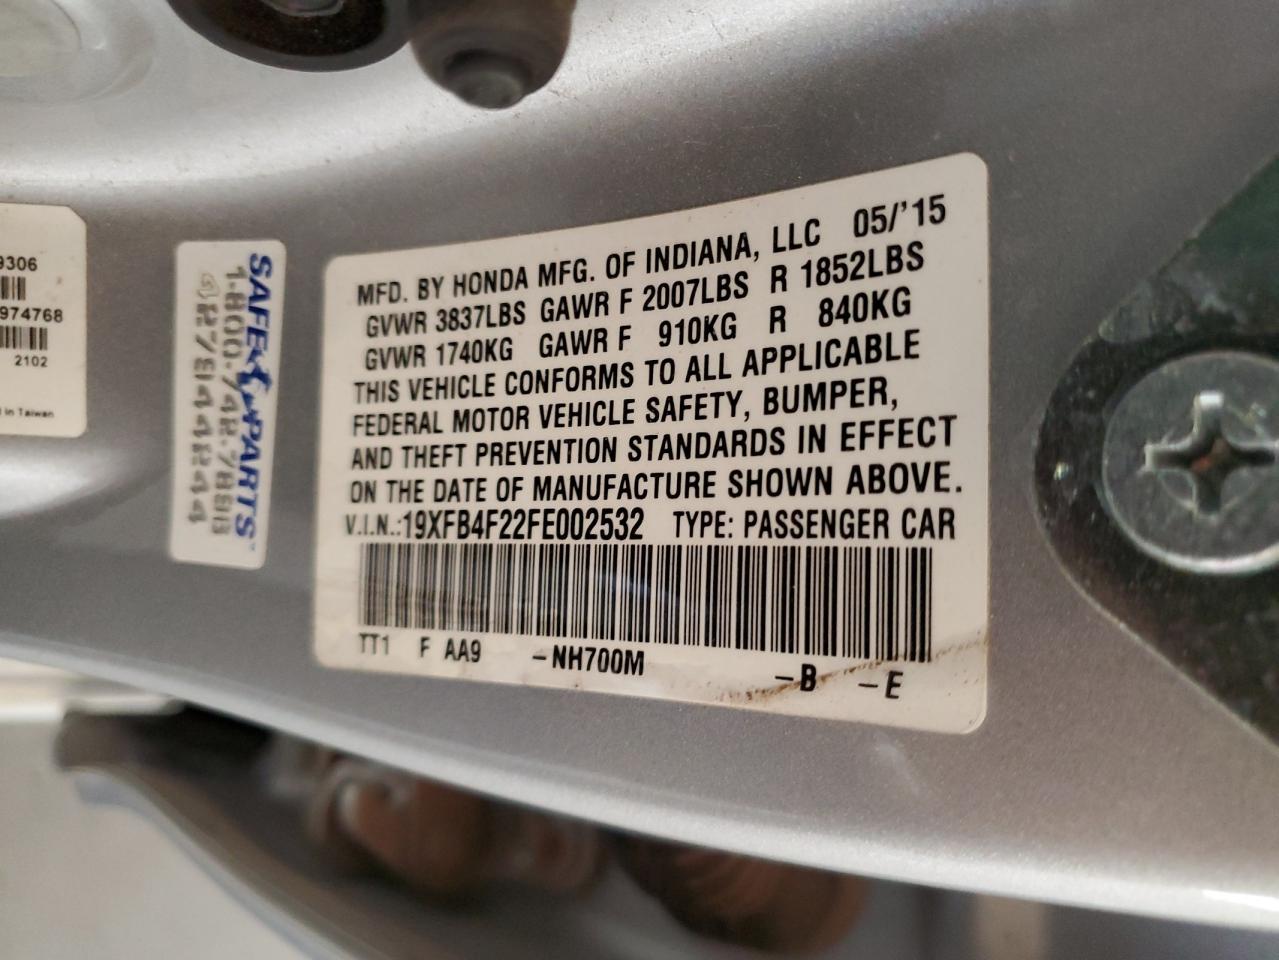 9306
974768
2102
in Taiwan
SAFE PARTS
1-800-742-7888
MFD. BY HONDA MFG. OF INDIANA, LLC 05/'15
GVWR 3837LBS GAWR F 2007LBS R 1852LBS
GVWR 1740KG GAWR F 910KG R 840KG
THIS VEHICLE CONFORMS TO ALL APPLICABLE
FEDERAL MOTOR VEHICLE SAFETY, BUMPER,
AND THEFT PREVENTION STANDARDS IN EFFECT
ON THE DATE OF MANUFACTURE SHOWN ABOVE.
V.I.N.:19XFB4F22FE002532 TYPE: PASSENGER CAR
TT1 F AA9 -NH700M -B -E